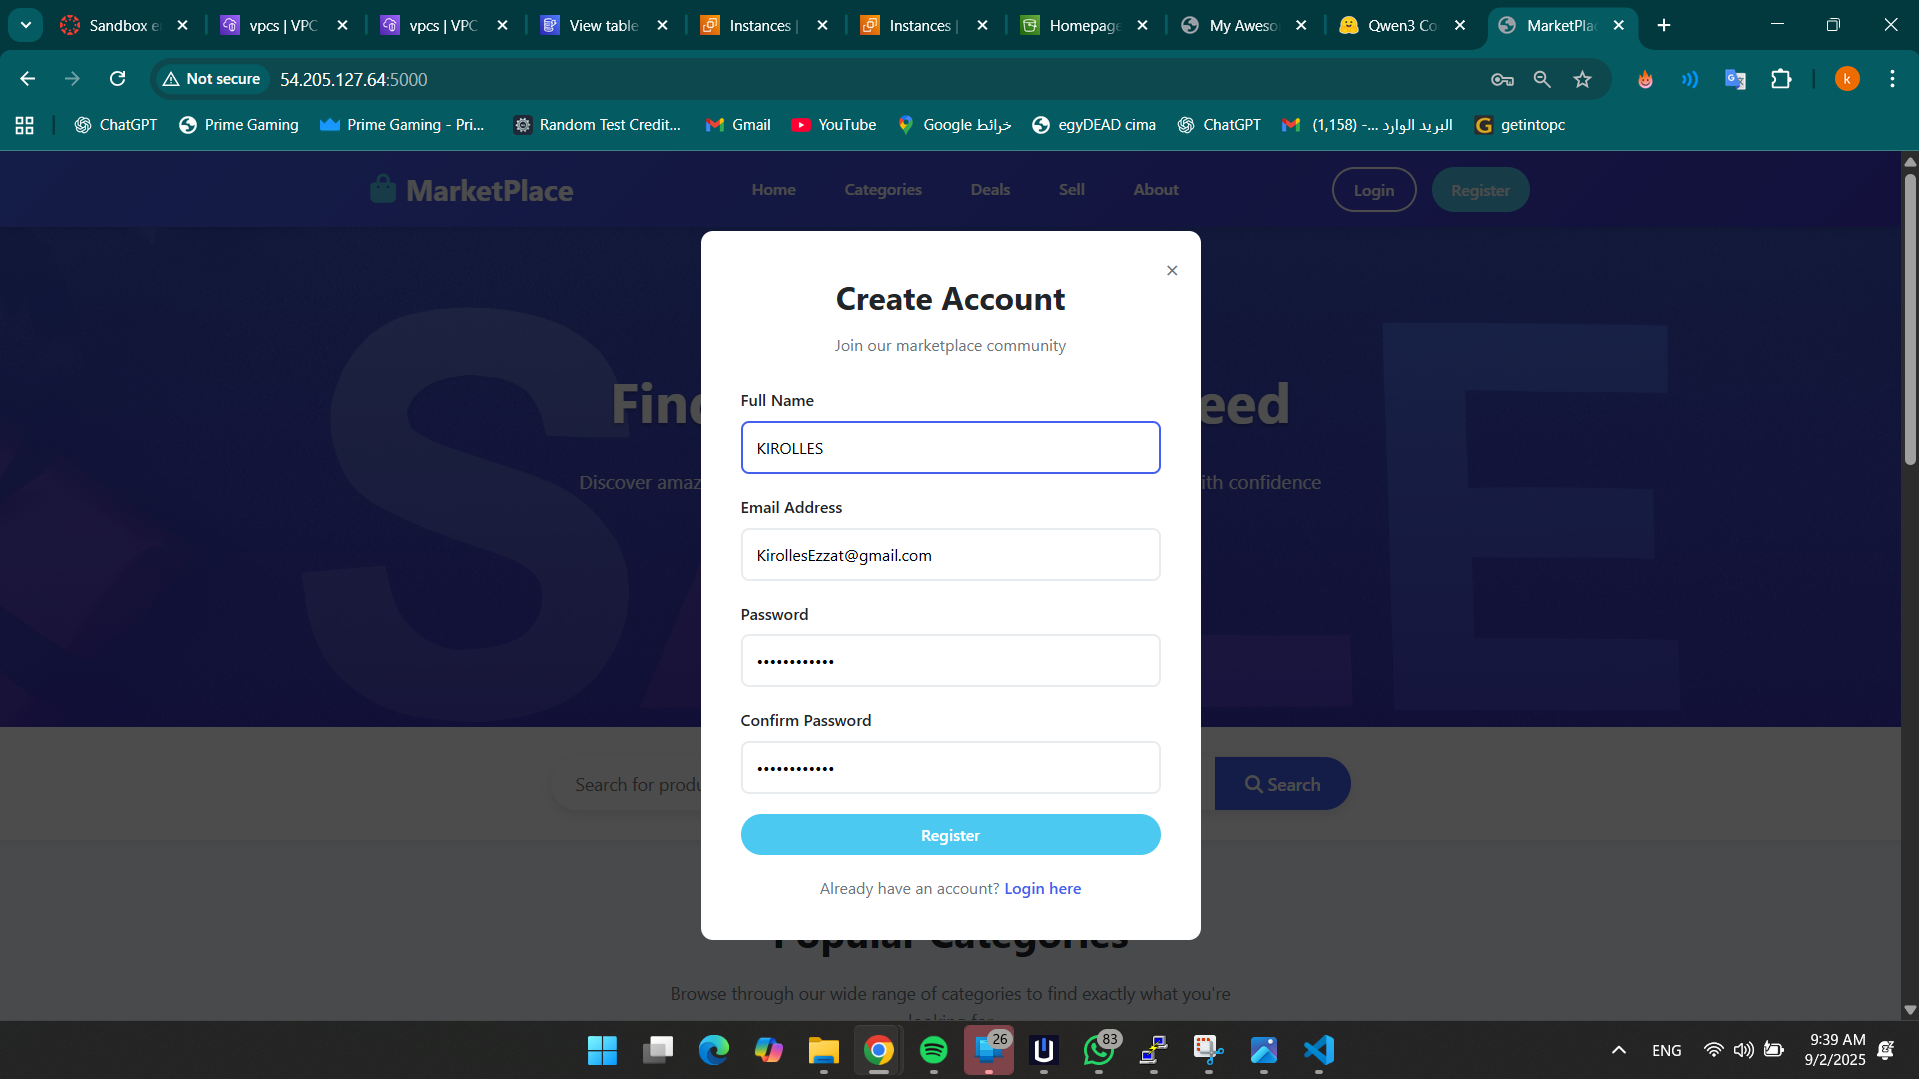 Sandbox e
vpcs | VPC
vpcs | VPC
View table
Instances |
Instances |
Homepage
My Aweso
Qwen3 Co
MarketPla
Not secure
54.205.127.64:5000
k
ChatGPT
Prime Gaming
Prime Gaming - Pri...
Random Test Credit...
Gmail
YouTube
خرائط Google
egyDEAD cima
ChatGPT
البريد الوارد -... (1,158)
getintopc
MarketPlace
Home
Categories
Deals
Sell
About
Login
Register
SALE
Find
eed
Discover amaz
ith confidence
×
Create Account
Join our marketplace community
Full Name
KIROLLES
Email Address
KirollesEzzat@gmail.com
Password
••••••••••••
Confirm Password
••••••••••••
Register
Already have an account? Login here
Search for produ
Search
Popular Categories
Browse through our wide range of categories to find exactly what you're
looking for
26
83
ENG
9:39 AM
9/2/2025